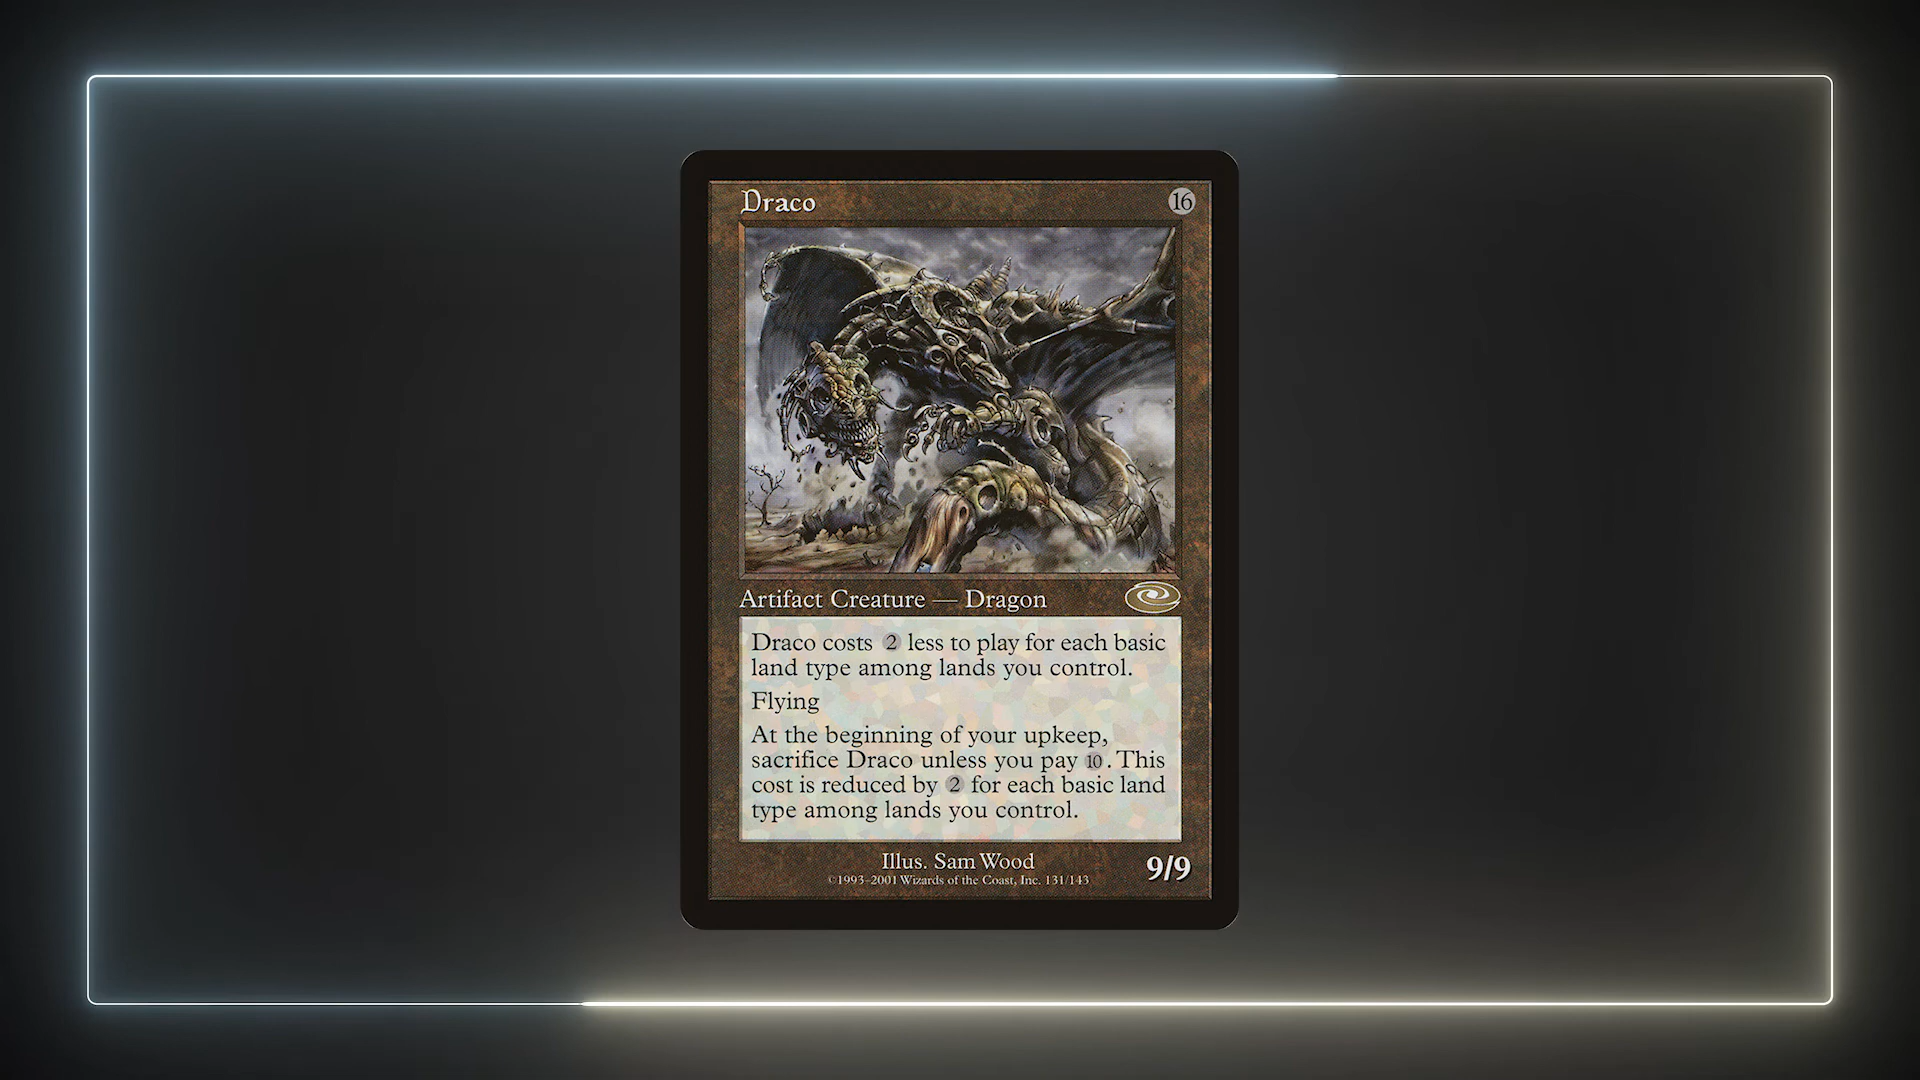 Draco
16
Artifact Creature — Dragon
Draco costs 2 less to play for each basic
land type among lands you control.
Flying
At the beginning of your upkeep,
sacrifice Draco unless you pay 10. This
cost is reduced by 2 for each basic land
type among lands you control.
Illus. Sam Wood
©1993–2001 Wizards of the Coast, Inc. 131/143
9/9